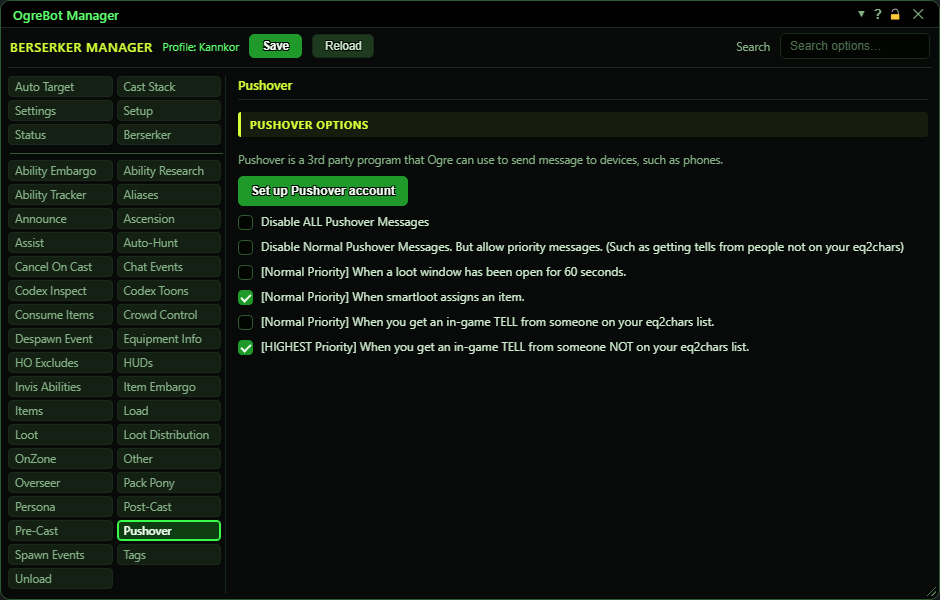 OgreBot Manager
▼ ?
BERSERKER MANAGER Profile: Kannkor Save Reload Search Search options...
Auto Target Cast Stack
Settings Setup
Status Berserker
Ability Embargo Ability Research
Ability Tracker Aliases
Announce Ascension
Assist Auto-Hunt
Cancel On Cast Chat Events
Codex Inspect Codex Toons
Consume Items Crowd Control
Despawn Event Equipment Info
HO Excludes HUDs
Invis Abilities Item Embargo
Items Load
Loot Loot Distribution
OnZone Other
Overseer Pack Pony
Persona Post-Cast
Pre-Cast Pushover
Spawn Events Tags
Unload
Pushover
PUSHOVER OPTIONS
Pushover is a 3rd party program that Ogre can use to send message to devices, such as phones.
Set up Pushover account
Disable ALL Pushover Messages
Disable Normal Pushover Messages. But allow priority messages. (Such as getting tells from people not on your eq2chars)
[Normal Priority] When a loot window has been open for 60 seconds.
[Normal Priority] When smartloot assigns an item.
[Normal Priority] When you get an in-game TELL from someone on your eq2chars list.
[HIGHEST Priority] When you get an in-game TELL from someone NOT on your eq2chars list.